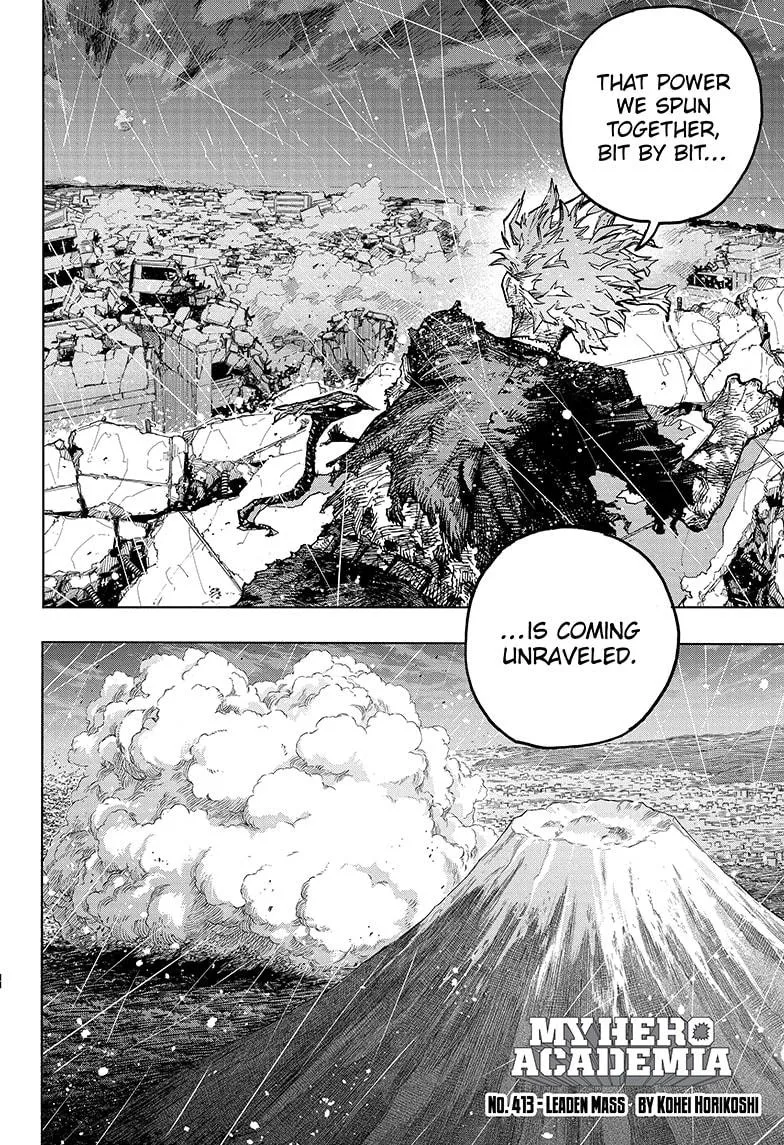 THAT POWER
WE SPUN
TOGETHER,
BIT BY BIT...
...IS COMING
UNRAVELED.
MY HERO
ACADEMIA
No. 413 - Leaden Mass by Kohei Horikoshi